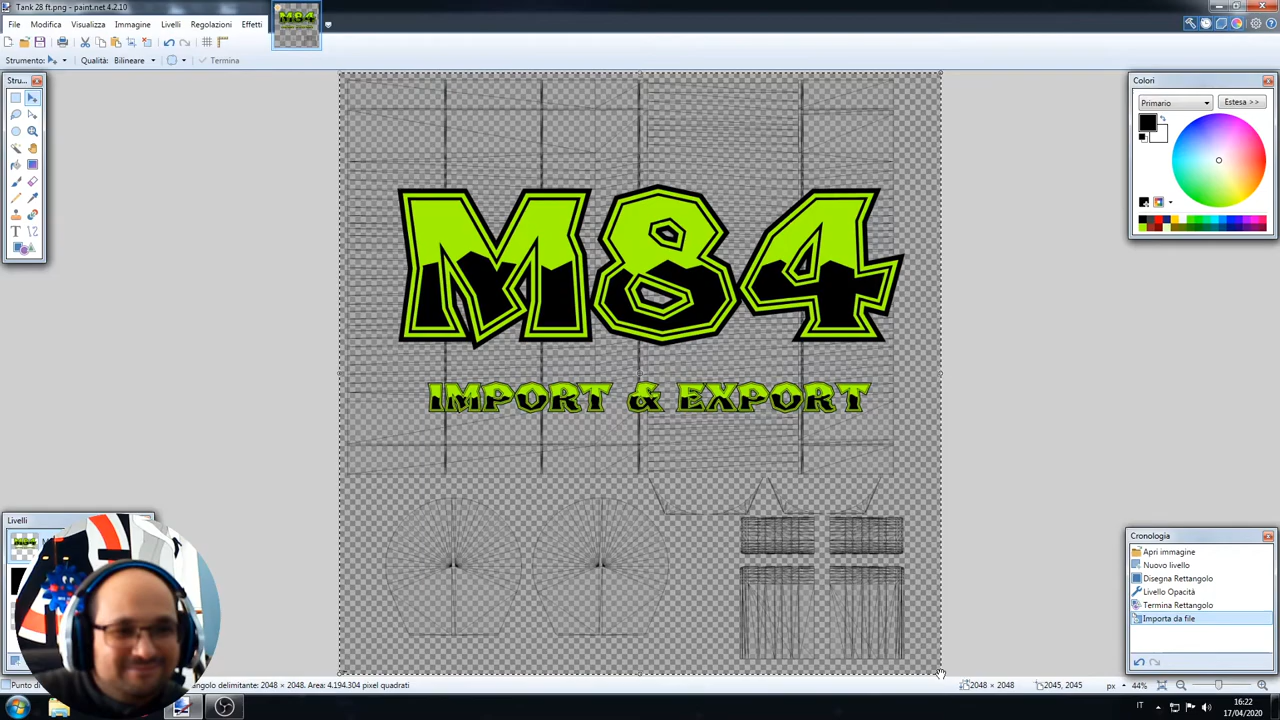 Tank 28 ft.png - paint.net 4.2.10
File Modifica Visualizza Immagine Livelli Regolazioni Effetti
Strumento: Qualità: Bilineare Termina
Stru...
Colori
Primario Estesa >>
M84
IMPORT & EXPORT
Livelli
Cronologia
Apri immagine
Nuovo livello
Disegna Rettangolo
Livello Opacità
Termina Rettangolo
Importa da file
Punto di angolo delimitante: 2048 × 2048. Area: 4.194.304 pixel quadrati 2048 × 2048 2045, 2045 px 44%
IT 16:22
17/04/2020